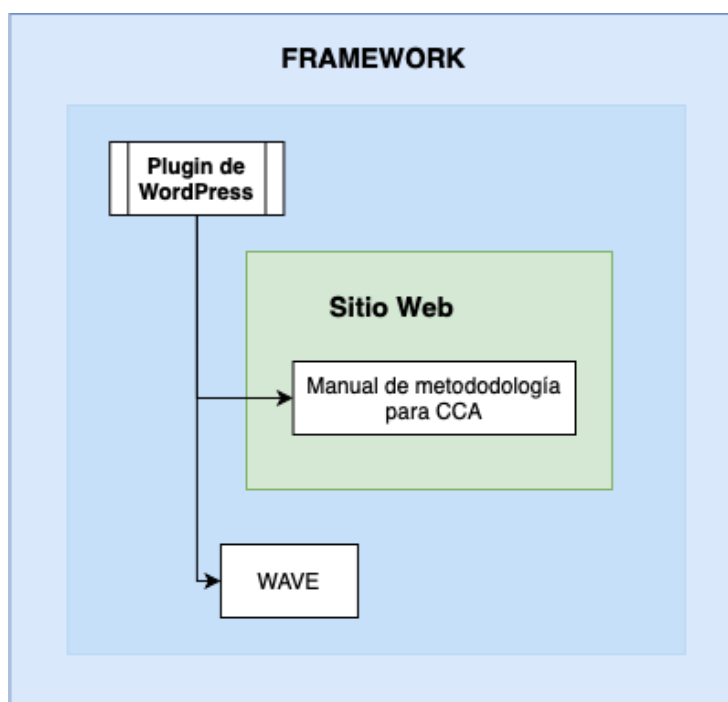 FRAMEWORK
Plugin de
WordPress
Sitio Web
Manual de metododología
para CCA
WAVE